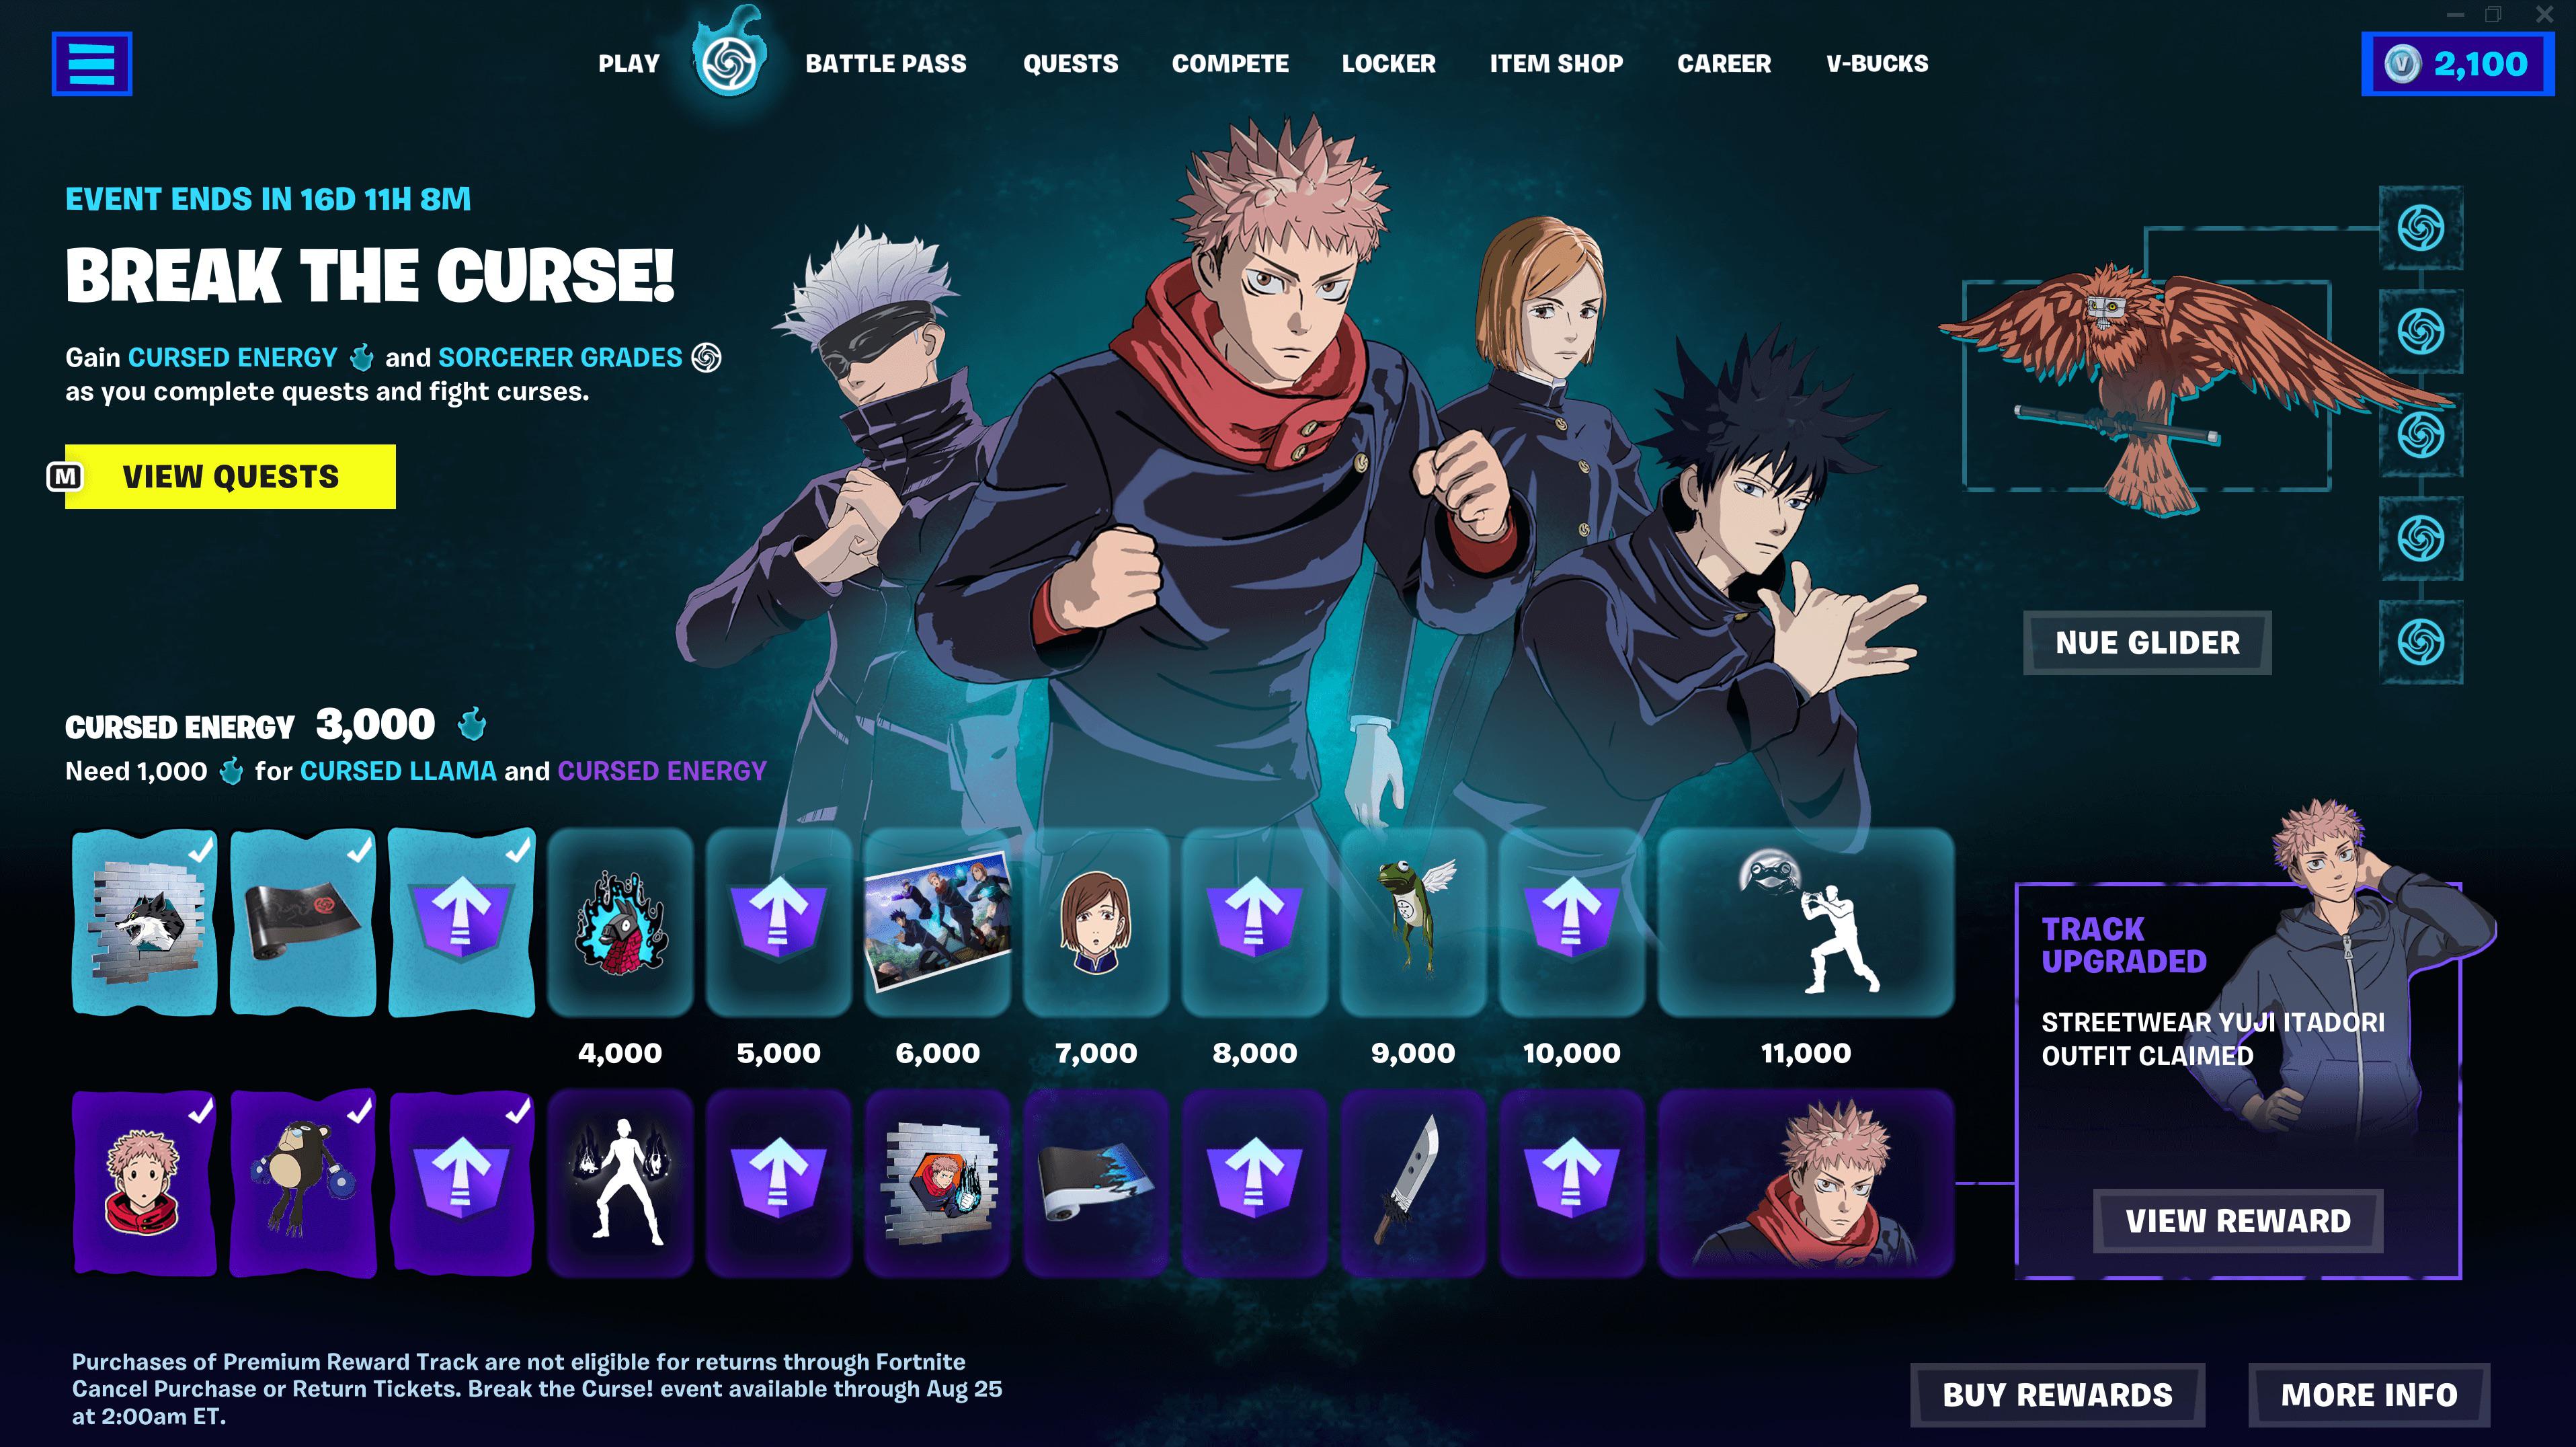 PLAY BATTLE PASS QUESTS COMPETE LOCKER ITEM SHOP CAREER V-BUCKS
V 2,100
EVENT ENDS IN 16D 11H 8M
BREAK THE CURSE!
Gain CURSED ENERGY and SORCERER GRADES
as you complete quests and fight curses.
M VIEW QUESTS
NUE GLIDER
CURSED ENERGY 3,000
Need 1,000 for CURSED LLAMA and CURSED ENERGY
4,000 5,000 6,000 7,000 8,000 9,000 10,000 11,000
TRACK
UPGRADED
STREETWEAR YUJI ITADORI
OUTFIT CLAIMED
VIEW REWARD
Purchases of Premium Reward Track are not eligible for returns through Fortnite
Cancel Purchase or Return Tickets. Break the Curse! event available through Aug 25
at 2:00am ET.
BUY REWARDS
MORE INFO